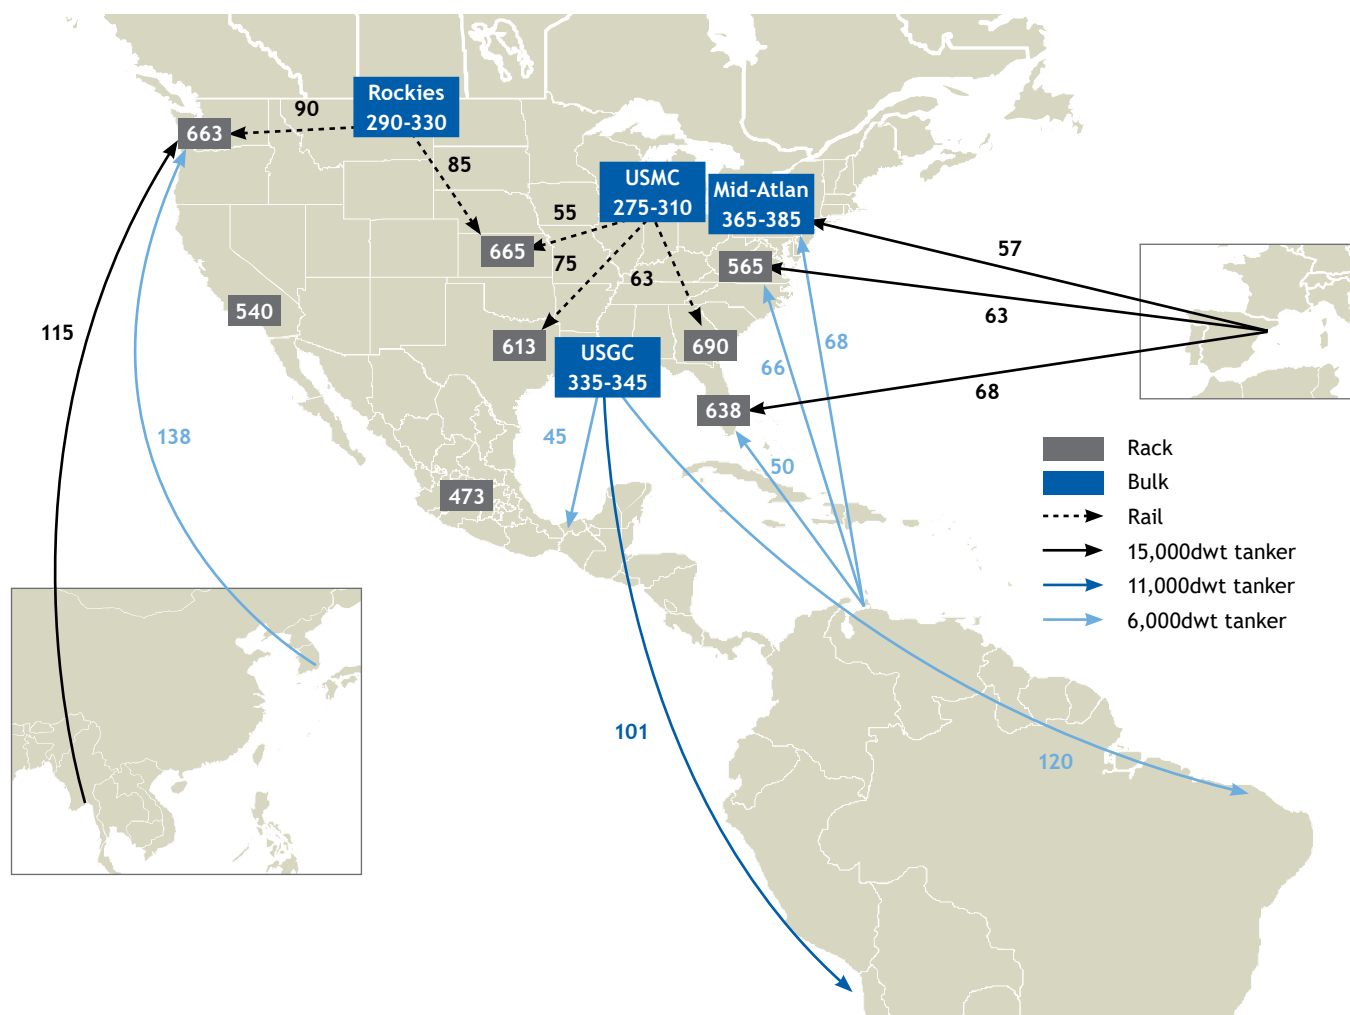 Rockies
290-330
90
663
85
USMC
275-310
Mid-Atlan
365-385
55
665
75
63
565
57
63
540
115
613
USGC
335-345
690
66
68
638
68
138
45
50
473
Rack
Bulk
Rail
15,000dwt tanker
11,000dwt tanker
6,000dwt tanker
101
120